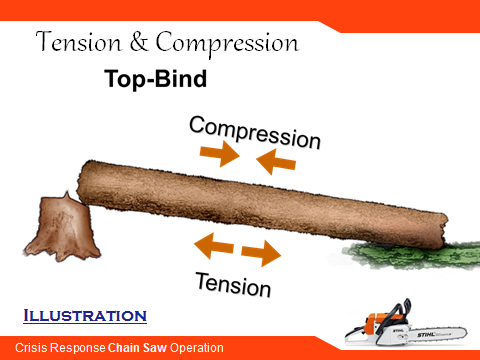 Tension & Compression
Top-Bind
Compression
Tension
Illustration
Crisis Response Chain Saw Operation
STIHL